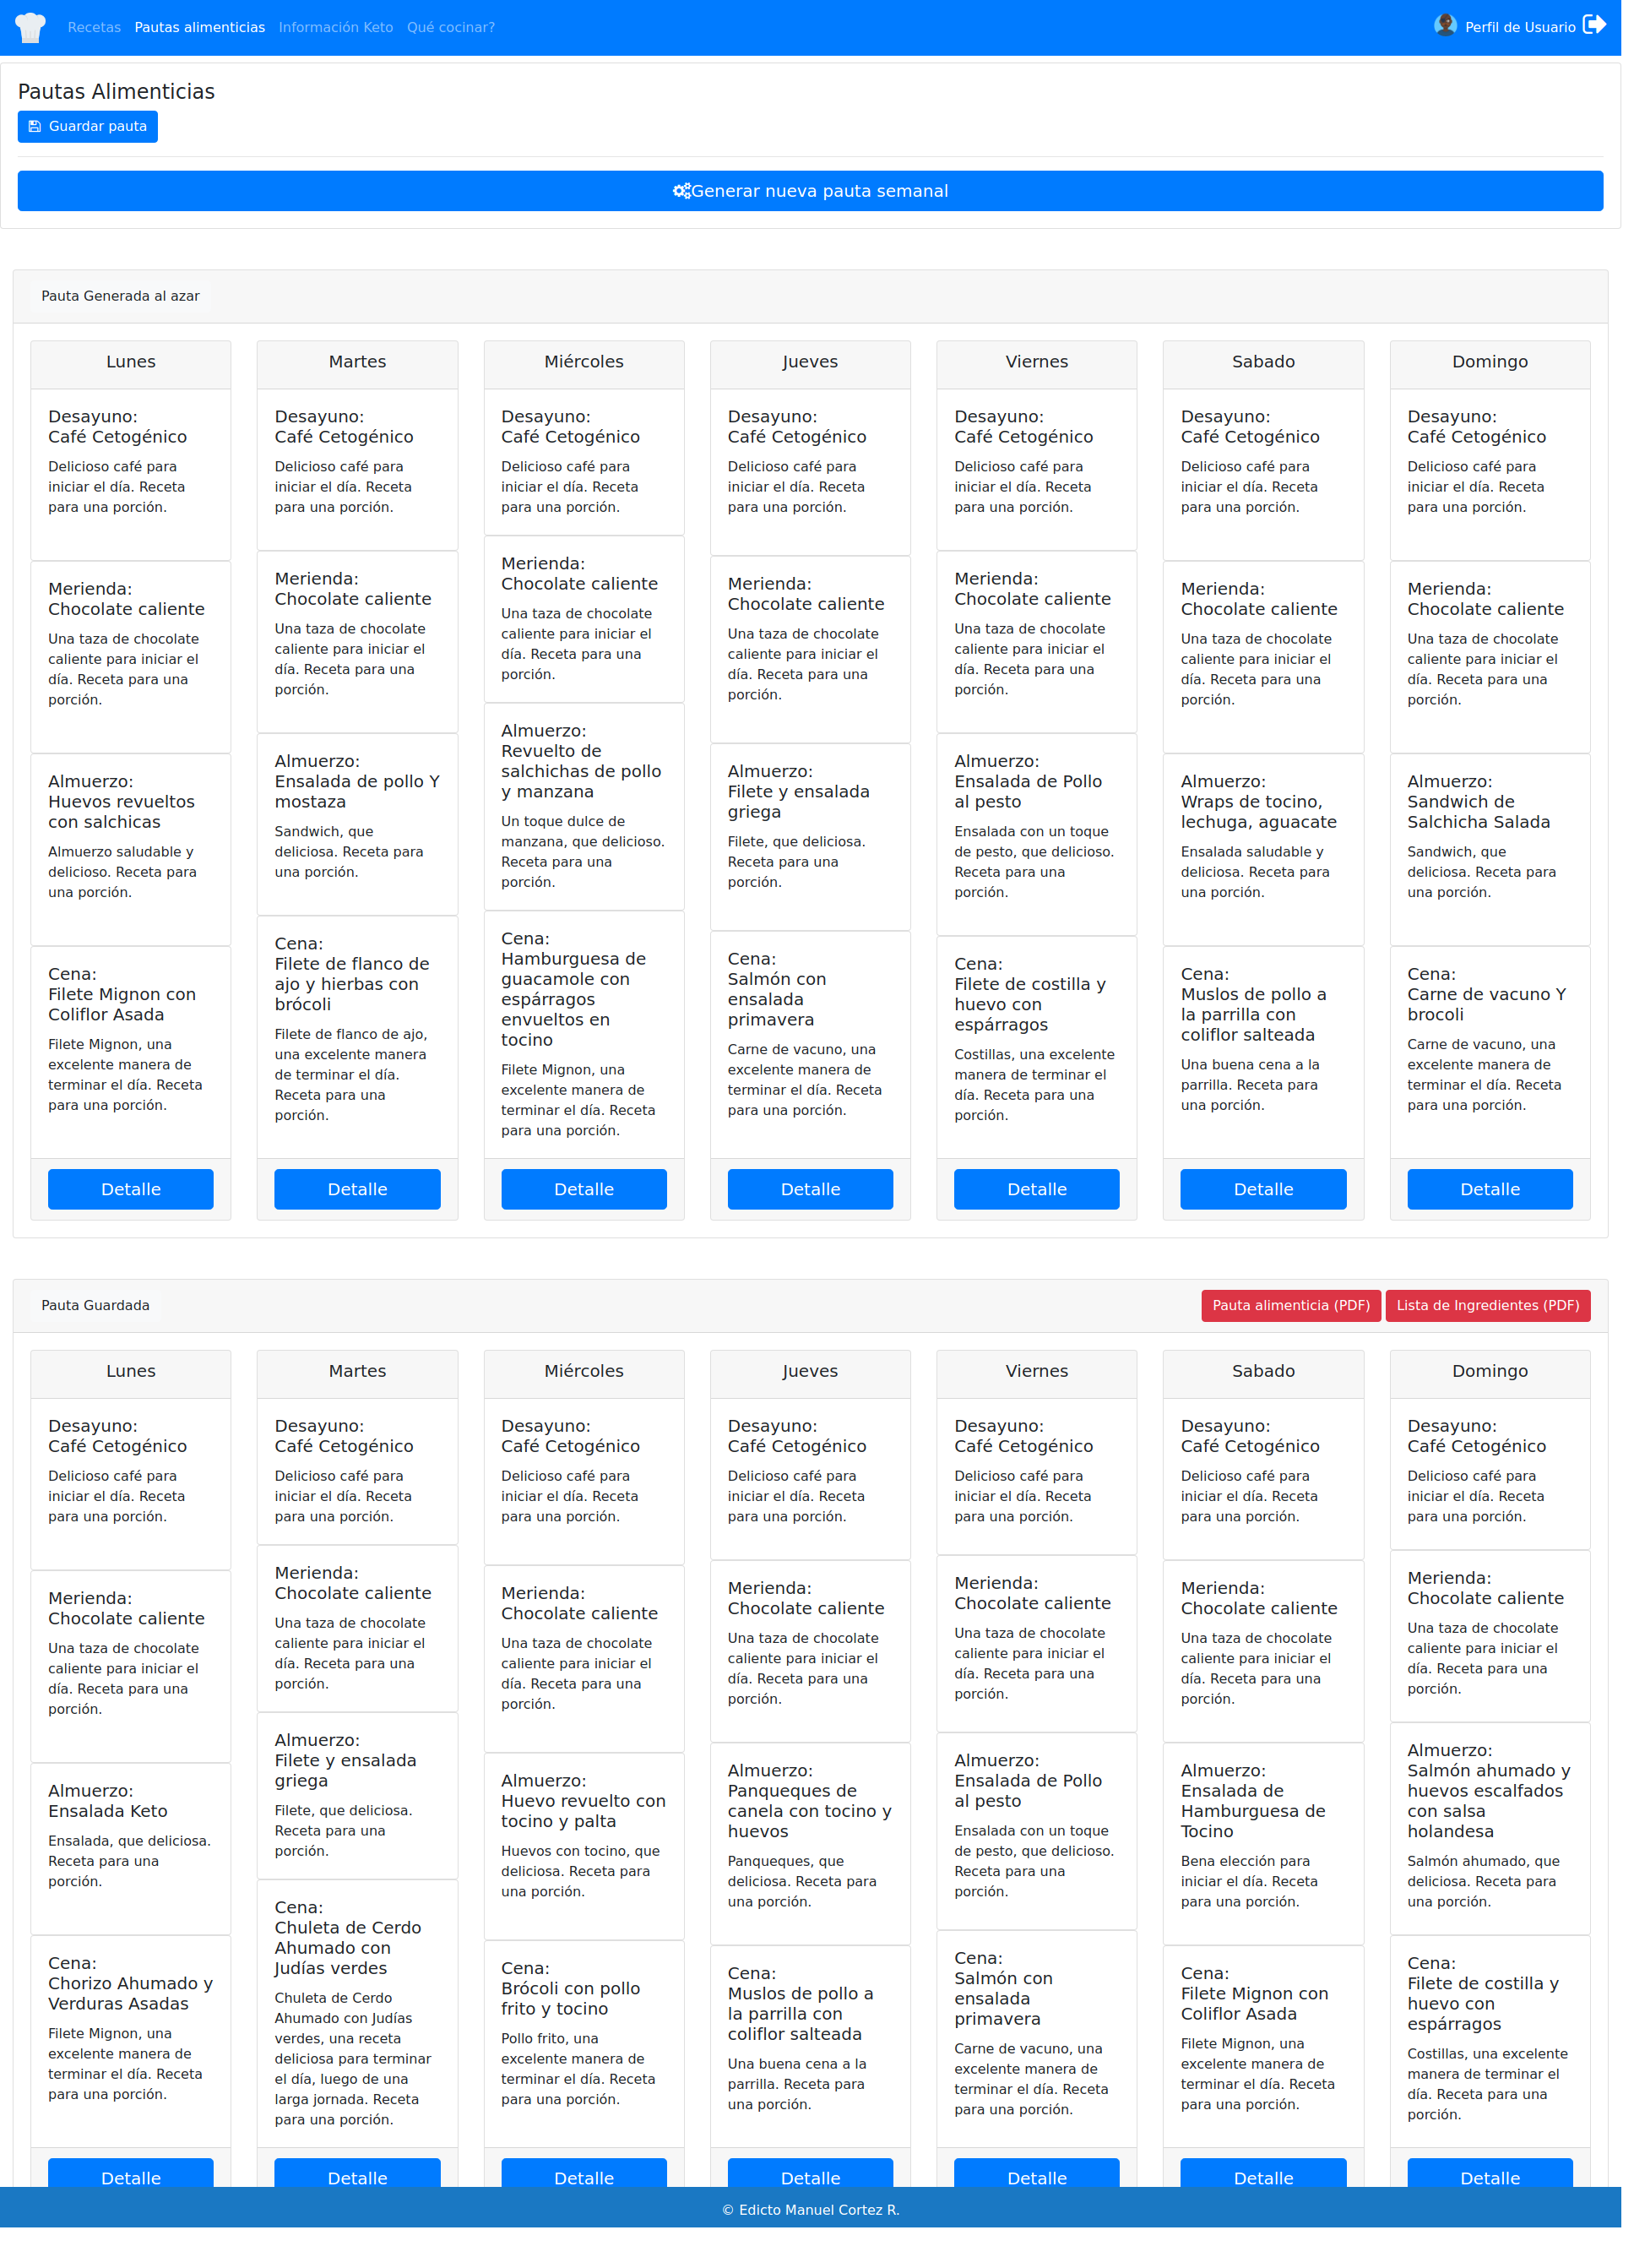 Recetas Pautas alimenticias Información Keto Qué cocinar? Perfil de Usuario
Pautas Alimenticias
Guardar pauta
Generar nueva pauta semanal
Pauta Generada al azar
Lunes
Desayuno:
Café Cetogénico
Delicioso café para
iniciar el día. Receta
para una porción.
Merienda:
Chocolate caliente
Una taza de chocolate
caliente para iniciar el
día. Receta para una
porción.
Almuerzo:
Huevos revueltos
con salchicas
Almuerzo saludable y
delicioso. Receta para
una porción.
Cena:
Filete Mignon con
Coliflor Asada
Filete Mignon, una
excelente manera de
terminar el día. Receta
para una porción.
Detalle
Martes
Desayuno:
Café Cetogénico
Delicioso café para
iniciar el día. Receta
para una porción.
Merienda:
Chocolate caliente
Una taza de chocolate
caliente para iniciar el
día. Receta para una
porción.
Almuerzo:
Ensalada de pollo Y
mostaza
Sandwich, que
deliciosa. Receta para
una porción.
Cena:
Filete de flanco de
ajo y hierbas con
brócoli
Filete de flanco de ajo,
una excelente manera
de terminar el día.
Receta para una
porción.
Detalle
Miércoles
Desayuno:
Café Cetogénico
Delicioso café para
iniciar el día. Receta
para una porción.
Merienda:
Chocolate caliente
Una taza de chocolate
caliente para iniciar el
día. Receta para una
porción.
Almuerzo:
Revuelto de
salchichas de pollo
y manzana
Un toque dulce de
manzana, que delicioso.
Receta para una
porción.
Cena:
Hamburguesa de
guacamole con
espárragos
envueltos en
tocino
Filete Mignon, una
excelente manera de
terminar el día. Receta
para una porción.
Detalle
Jueves
Desayuno:
Café Cetogénico
Delicioso café para
iniciar el día. Receta
para una porción.
Merienda:
Chocolate caliente
Una taza de chocolate
caliente para iniciar el
día. Receta para una
porción.
Almuerzo:
Filete y ensalada
griega
Filete, que deliciosa.
Receta para una
porción.
Cena:
Salmón con
ensalada
primavera
Carne de vacuno, una
excelente manera de
terminar el día. Receta
para una porción.
Detalle
Viernes
Desayuno:
Café Cetogénico
Delicioso café para
iniciar el día. Receta
para una porción.
Merienda:
Chocolate caliente
Una taza de chocolate
caliente para iniciar el
día. Receta para una
porción.
Almuerzo:
Ensalada de Pollo
al pesto
Ensalada con un toque
de pesto, que delicioso.
Receta para una
porción.
Cena:
Filete de costilla y
huevo con
espárragos
Costillas, una excelente
manera de terminar el
día. Receta para una
porción.
Detalle
Sabado
Desayuno:
Café Cetogénico
Delicioso café para
iniciar el día. Receta
para una porción.
Merienda:
Chocolate caliente
Una taza de chocolate
caliente para iniciar el
día. Receta para una
porción.
Almuerzo:
Wraps de tocino,
lechuga, aguacate
Ensalada saludable y
deliciosa. Receta para
una porción.
Cena:
Muslos de pollo a
la parrilla con
coliflor salteada
Una buena cena a la
parrilla. Receta para
una porción.
Detalle
Domingo
Desayuno:
Café Cetogénico
Delicioso café para
iniciar el día. Receta
para una porción.
Merienda:
Chocolate caliente
Una taza de chocolate
caliente para iniciar el
día. Receta para una
porción.
Almuerzo:
Sandwich de
Salchicha Salada
Sandwich, que
deliciosa. Receta para
una porción.
Cena:
Carne de vacuno Y
brocoli
Carne de vacuno, una
excelente manera de
terminar el día. Receta
para una porción.
Detalle
Pauta Guardada Pauta alimenticia (PDF) Lista de Ingredientes (PDF)
Lunes
Desayuno:
Café Cetogénico
Delicioso café para
iniciar el día. Receta
para una porción.
Merienda:
Chocolate caliente
Una taza de chocolate
caliente para iniciar el
día. Receta para una
porción.
Almuerzo:
Ensalada Keto
Ensalada, que deliciosa.
Receta para una
porción.
Cena:
Chorizo Ahumado y
Verduras Asadas
Filete Mignon, una
excelente manera de
terminar el día. Receta
para una porción.
Detalle
Martes
Desayuno:
Café Cetogénico
Delicioso café para
iniciar el día. Receta
para una porción.
Merienda:
Chocolate caliente
Una taza de chocolate
caliente para iniciar el
día. Receta para una
porción.
Almuerzo:
Filete y ensalada
griega
Filete, que deliciosa.
Receta para una
porción.
Cena:
Chuleta de Cerdo
Ahumado con
Judías verdes
Chuleta de Cerdo
Ahumado con Judías
verdes, una receta
deliciosa para terminar
el día, luego de una
larga jornada. Receta
para una porción.
Detalle
Miércoles
Desayuno:
Café Cetogénico
Delicioso café para
iniciar el día. Receta
para una porción.
Merienda:
Chocolate caliente
Una taza de chocolate
caliente para iniciar el
día. Receta para una
porción.
Almuerzo:
Huevo revuelto con
tocino y palta
Huevos con tocino, que
deliciosa. Receta para
una porción.
Cena:
Brócoli con pollo
frito y tocino
Pollo frito, una
excelente manera de
terminar el día. Receta
para una porción.
Detalle
Jueves
Desayuno:
Café Cetogénico
Delicioso café para
iniciar el día. Receta
para una porción.
Merienda:
Chocolate caliente
Una taza de chocolate
caliente para iniciar el
día. Receta para una
porción.
Almuerzo:
Panqueques de
canela con tocino y
huevos
Panqueques, que
deliciosa. Receta para
una porción.
Cena:
Muslos de pollo a
la parrilla con
coliflor salteada
Una buena cena a la
parrilla. Receta para
una porción.
Detalle
Viernes
Desayuno:
Café Cetogénico
Delicioso café para
iniciar el día. Receta
para una porción.
Merienda:
Chocolate caliente
Una taza de chocolate
caliente para iniciar el
día. Receta para una
porción.
Almuerzo:
Ensalada de Pollo
al pesto
Ensalada con un toque
de pesto, que delicioso.
Receta para una
porción.
Cena:
Salmón con
ensalada
primavera
Carne de vacuno, una
excelente manera de
terminar el día. Receta
para una porción.
Detalle
Sabado
Desayuno:
Café Cetogénico
Delicioso café para
iniciar el día. Receta
para una porción.
Merienda:
Chocolate caliente
Una taza de chocolate
caliente para iniciar el
día. Receta para una
porción.
Almuerzo:
Ensalada de
Hamburguesa de
Tocino
Bena elección para
iniciar el día. Receta
para una porción.
Cena:
Filete Mignon con
Coliflor Asada
Filete Mignon, una
excelente manera de
terminar el día. Receta
para una porción.
Detalle
Domingo
Desayuno:
Café Cetogénico
Delicioso café para
iniciar el día. Receta
para una porción.
Merienda:
Chocolate caliente
Una taza de chocolate
caliente para iniciar el
día. Receta para una
porción.
Almuerzo:
Salmón ahumado y
huevos escalfados
con salsa
holandesa
Salmón ahumado, que
deliciosa. Receta para
una porción.
Cena:
Filete de costilla y
huevo con
espárragos
Costillas, una excelente
manera de terminar el
día. Receta para una
porción.
Detalle
© Edicto Manuel Cortez R.